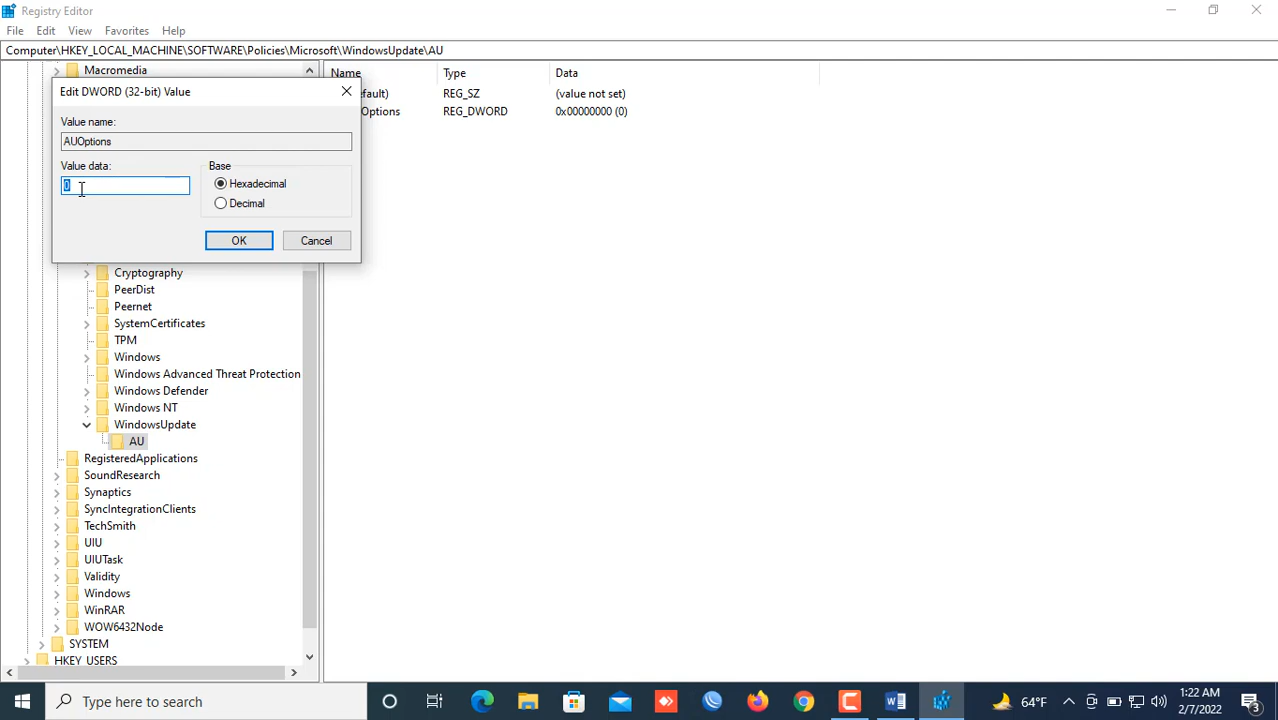 Registry Editor
File Edit View Favorites Help
Computer\HKEY_LOCAL_MACHINE\SOFTWARE\Policies\Microsoft\WindowsUpdate\AU
Macromedia
Name Type Data
efault) REG_SZ (value not set)
Options REG_DWORD 0x00000000 (0)
Edit DWORD (32-bit) Value
Value name:
AUOptions
Value data:
0
Base
Hexadecimal
Decimal
OK Cancel
Cryptography
PeerDist
Peernet
SystemCertificates
TPM
Windows
Windows Advanced Threat Protection
Windows Defender
Windows NT
WindowsUpdate
AU
RegisteredApplications
SoundResearch
Synaptics
SyncIntegrationClients
TechSmith
UIU
UIUTask
Validity
Windows
WinRAR
WOW6432Node
SYSTEM
HKEY_USERS
Type here to search
64°F
1:22 AM
2/7/2022
3